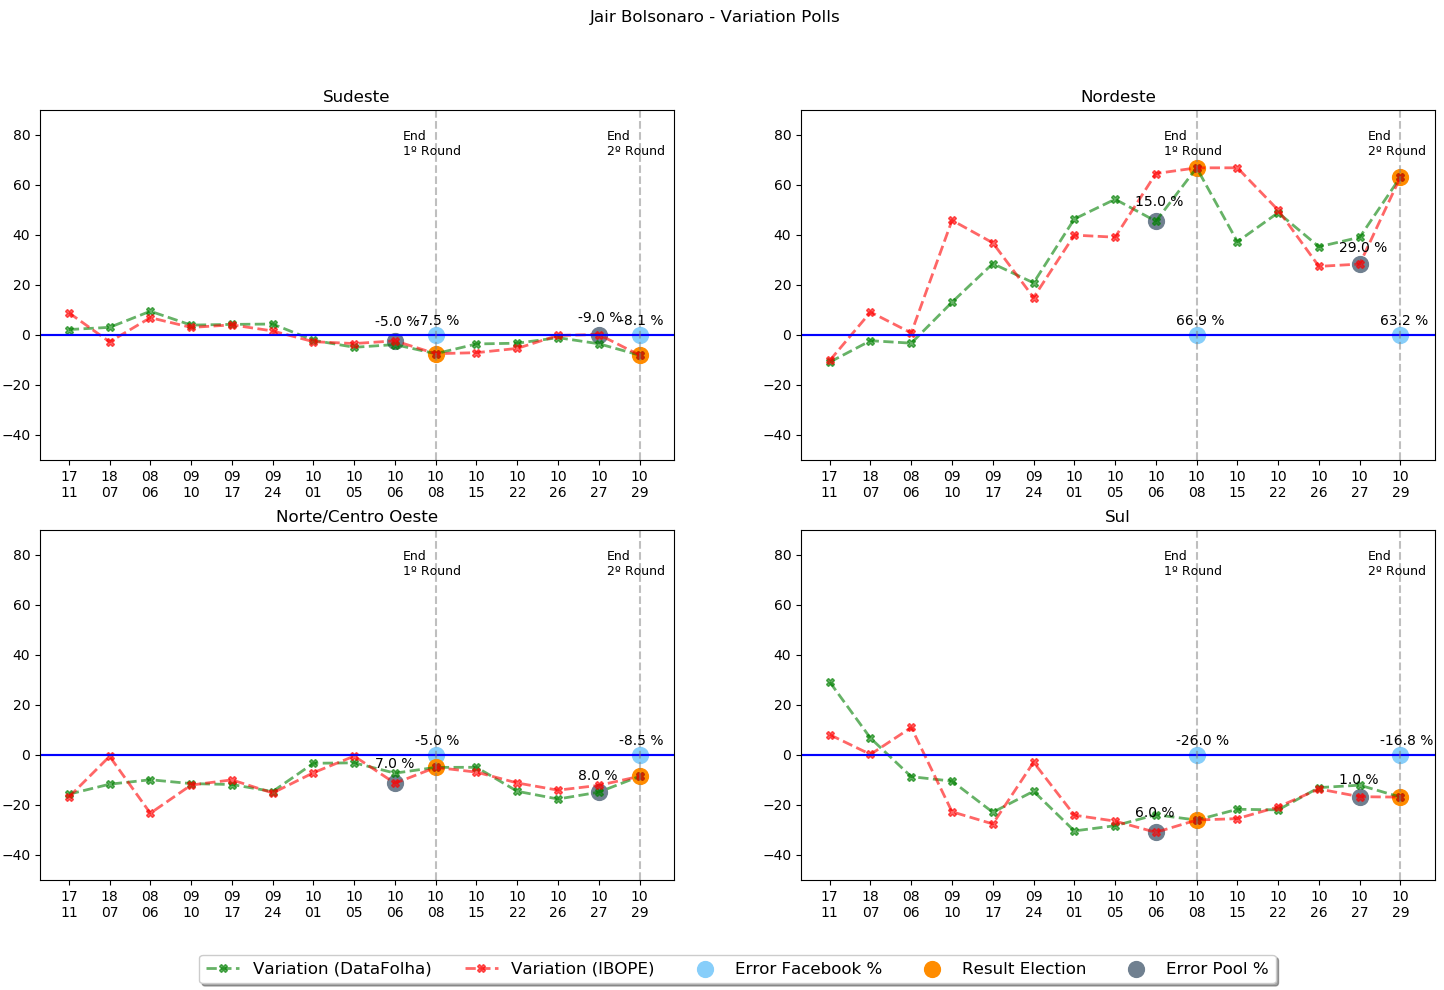 Jair Bolsonaro - Variation Polls
Sudeste
80
60
40
20
0
−20
−40
End
1º Round
End
2º Round
-5.0 %
-7.5 %
-9.0 %
-8.1 %
17 18 08 09 09 09 10 10 10 10 10 10 10 10 10
11 07 06 10 17 24 01 05 06 08 15 22 26 27 29
Nordeste
80
60
40
20
0
−20
−40
End
1º Round
End
2º Round
15.0 %
29.0 %
66.9 %
63.2 %
17 18 08 09 09 09 10 10 10 10 10 10 10 10 10
11 07 06 10 17 24 01 05 06 08 15 22 26 27 29
Norte/Centro Oeste
80
60
40
20
0
−20
−40
End
1º Round
End
2º Round
-5.0 %
-8.5 %
7.0 %
8.0 %
17 18 08 09 09 09 10 10 10 10 10 10 10 10 10
11 07 06 10 17 24 01 05 06 08 15 22 26 27 29
Sul
80
60
40
20
0
−20
−40
End
1º Round
End
2º Round
-26.0 %
-16.8 %
6.0 %
1.0 %
17 18 08 09 09 09 10 10 10 10 10 10 10 10 10
11 07 06 10 17 24 01 05 06 08 15 22 26 27 29
Variation (DataFolha) Variation (IBOPE) Error Facebook % Result Election Error Pool %